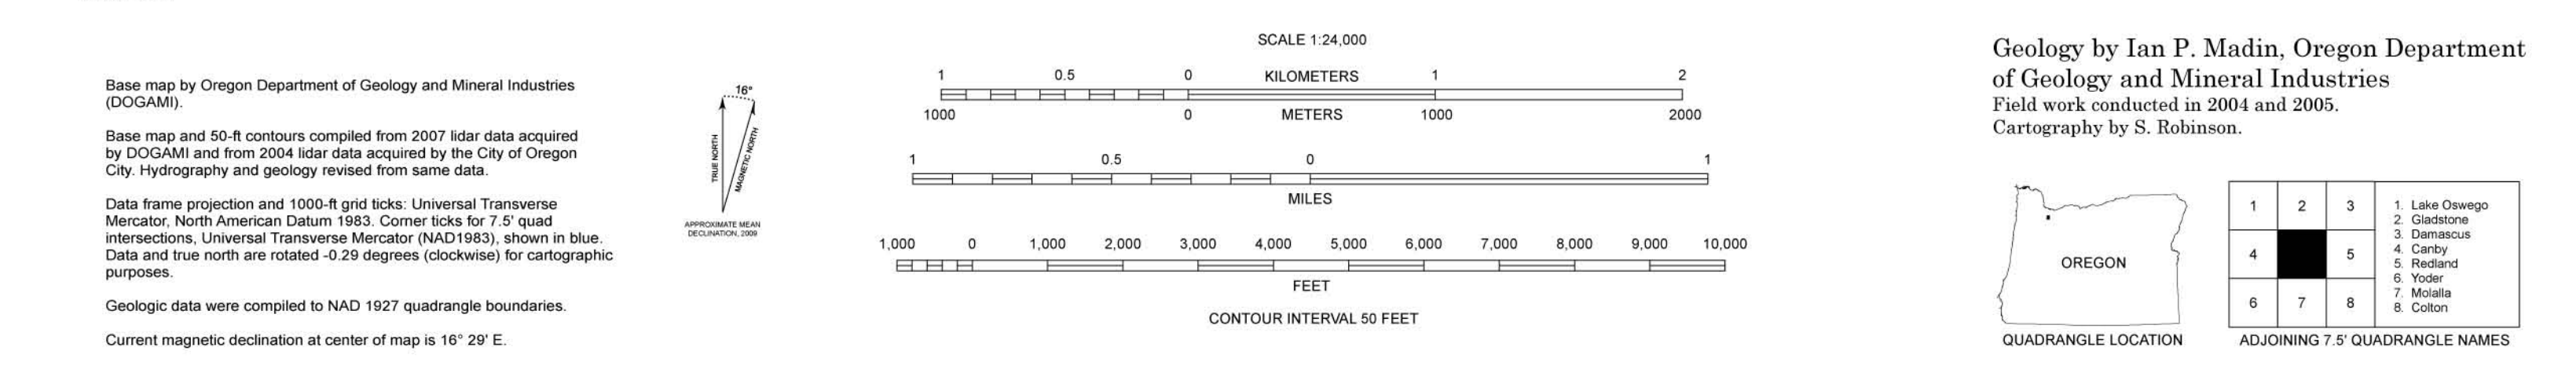 Base map by Oregon Department of Geology and Mineral Industries
(DOGAMI).
Base map and 50-ft contours compiled from 2007 lidar data acquired
by DOGAMI and from 2004 lidar data acquired by the City of Oregon
City. Hydrography and geology revised from same data.
Data frame projection and 1000-ft grid ticks: Universal Transverse
Mercator, North American Datum 1983. Corner ticks for 7.5' quad
intersections, Universal Transverse Mercator (NAD1983), shown in blue.
Data and true north are rotated -0.29 degrees (clockwise) for cartographic
purposes.
Geologic data were compiled to NAD 1927 quadrangle boundaries.
Current magnetic declination at center of map is 16° 29' E.
16°
TRUE NORTH
MAGNETIC NORTH
APPROXIMATE MEAN
DECLINATION, 2009
SCALE 1:24,000
1 0.5 0 KILOMETERS 1 2
1000 0 METERS 1000 2000
1 0.5 0 1
MILES
1,000 0 1,000 2,000 3,000 4,000 5,000 6,000 7,000 8,000 9,000 10,000
FEET
CONTOUR INTERVAL 50 FEET
Geology by Ian P. Madin, Oregon Department
of Geology and Mineral Industries
Field work conducted in 2004 and 2005.
Cartography by S. Robinson.
OREGON
QUADRANGLE LOCATION
1 2 3
4 5
6 7 8
1. Lake Oswego
2. Gladstone
3. Damascus
4. Canby
5. Redland
6. Yoder
7. Molalla
8. Colton
ADJOINING 7.5' QUADRANGLE NAMES